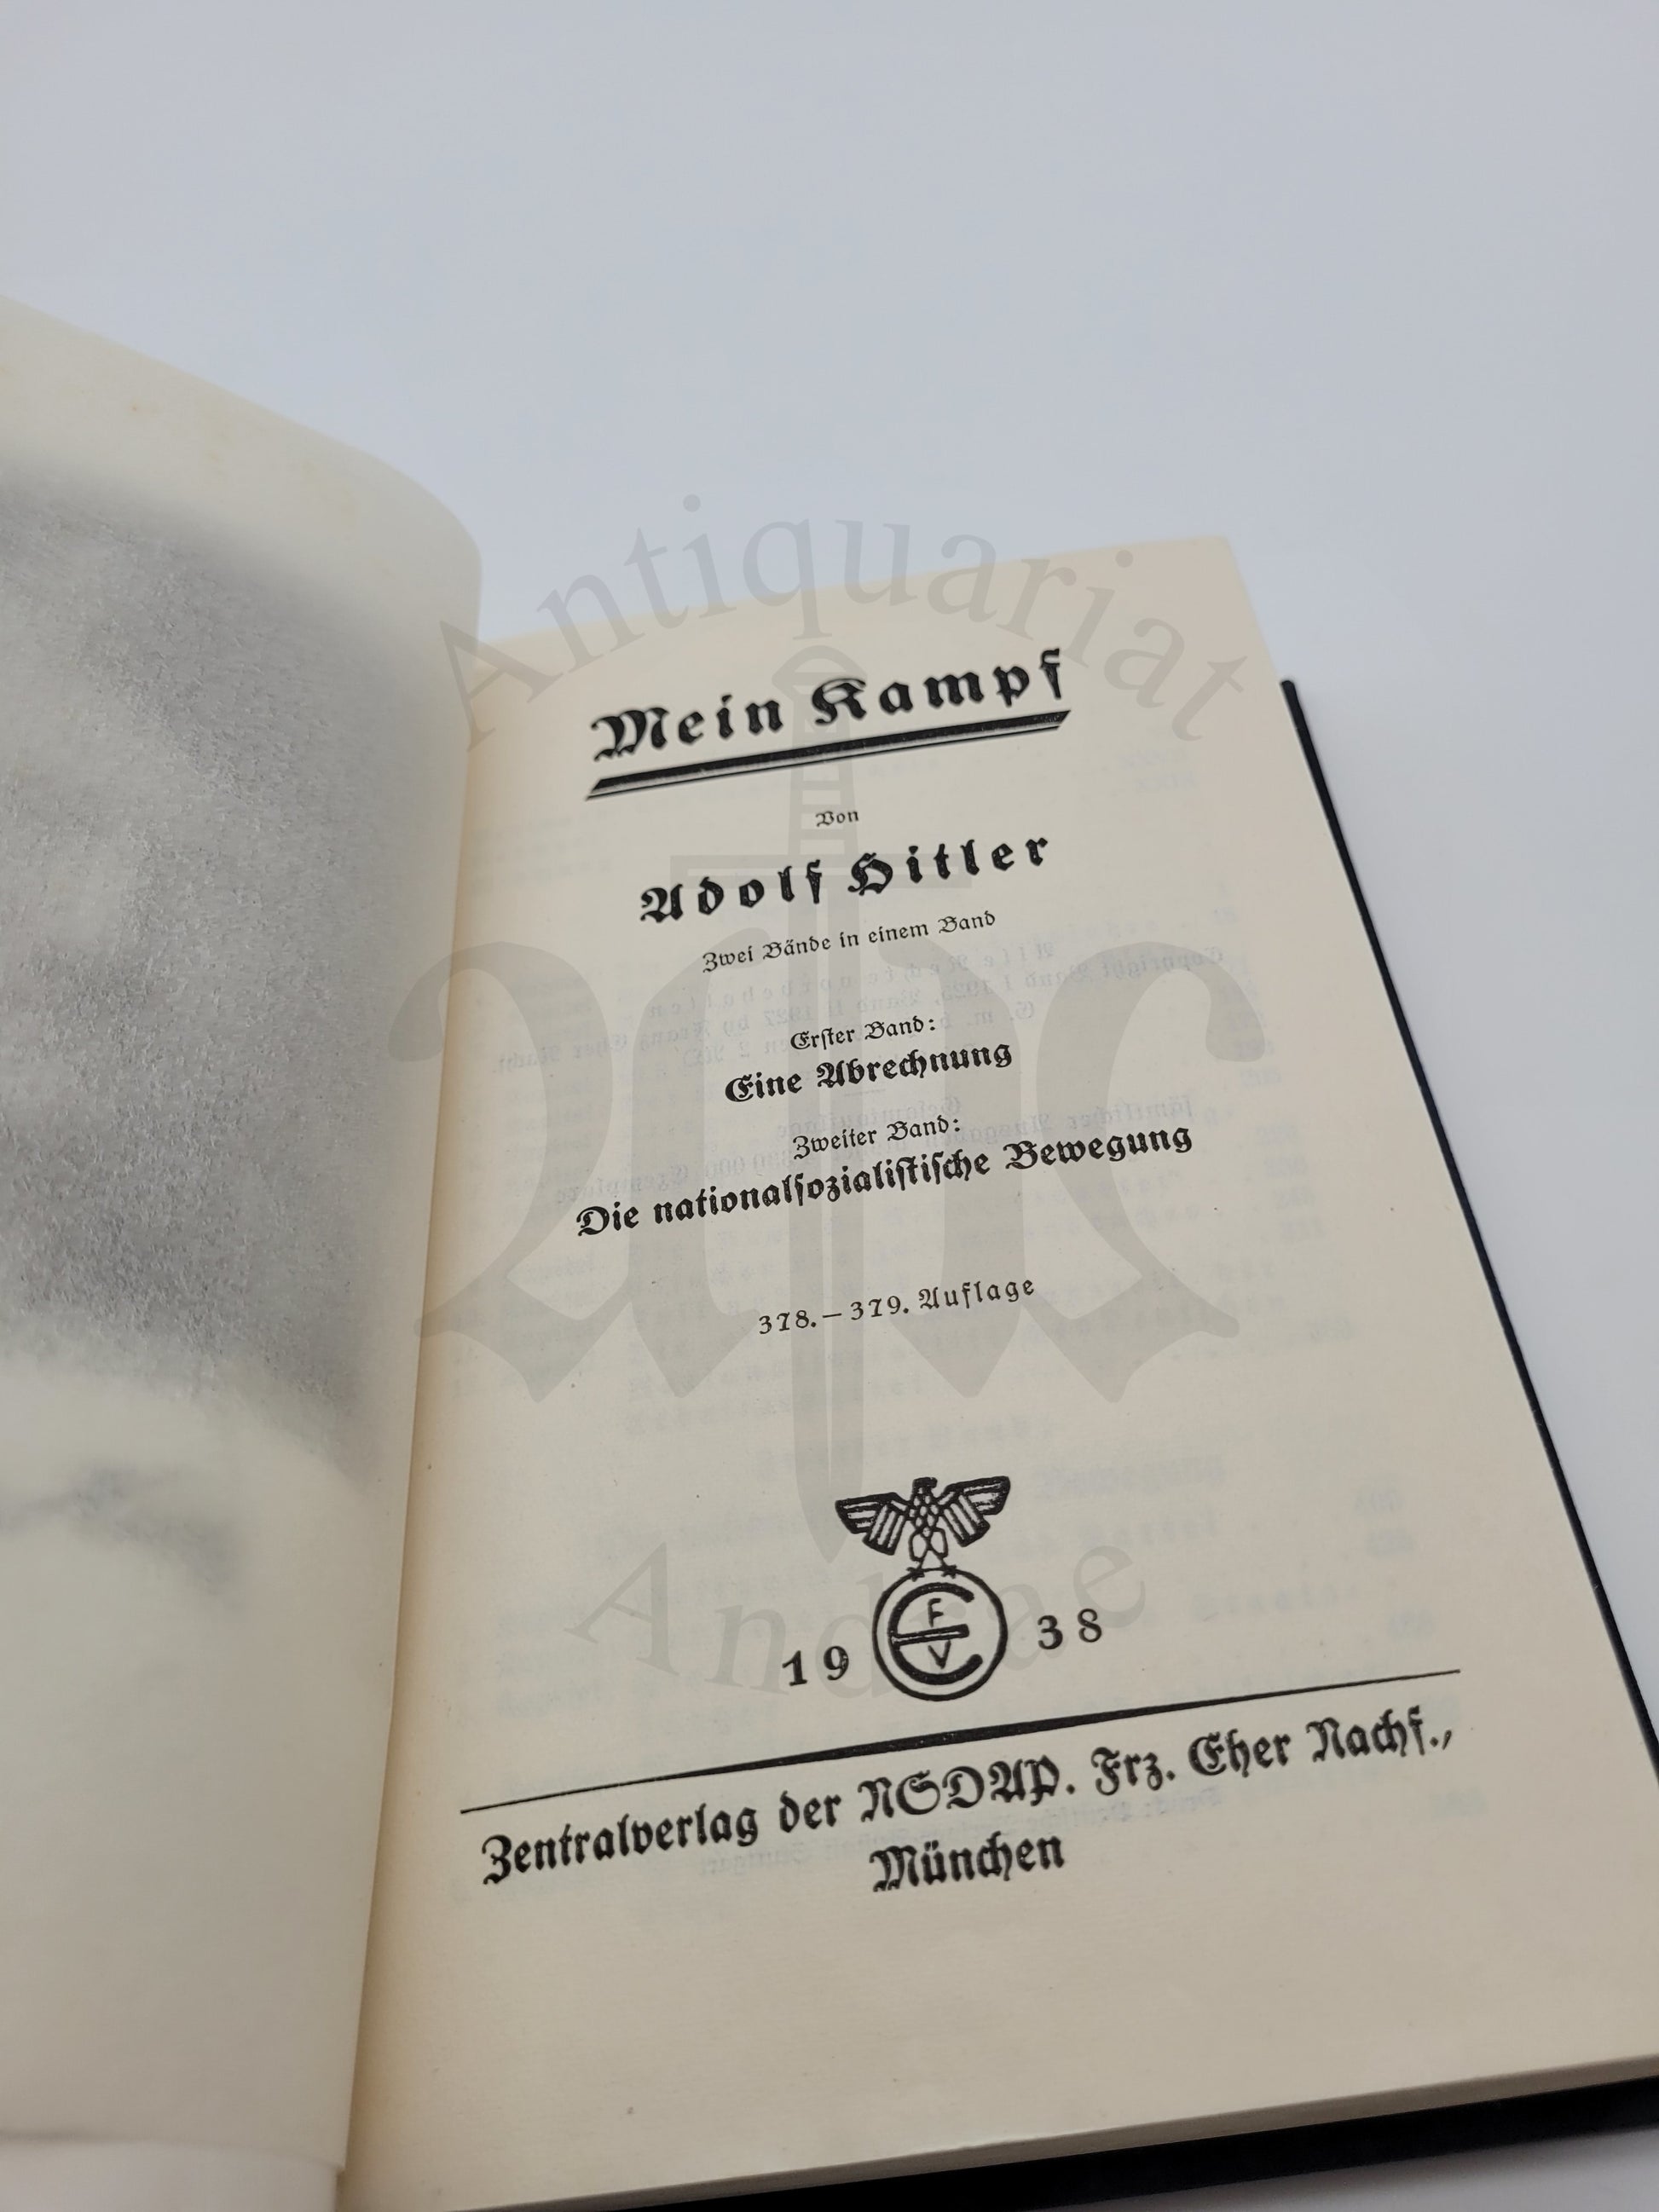 Antiquariat
Mein Kampf
Von
Adolf Hitler
Zwei Bände in einem Band
Erſter Band:
Eine Abrechnung
Zweiter Band:
Die nationalſozialiſtiſche Bewegung
378.–379. Auflage
19 38
F
E
V
Andreae
Zentralverlag der NSDAP. Frz. Eher Nachf.,
München